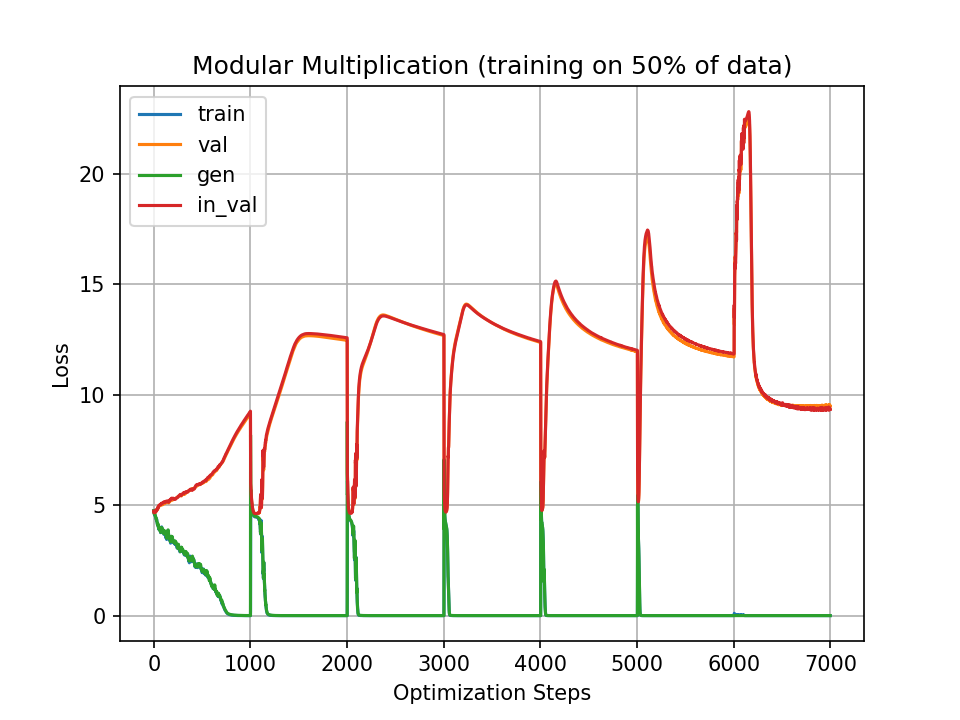 Modular Multiplication (training on 50% of data)
train
val
gen
in_val
Loss
20
15
10
5
0
0 1000 2000 3000 4000 5000 6000 7000
Optimization Steps